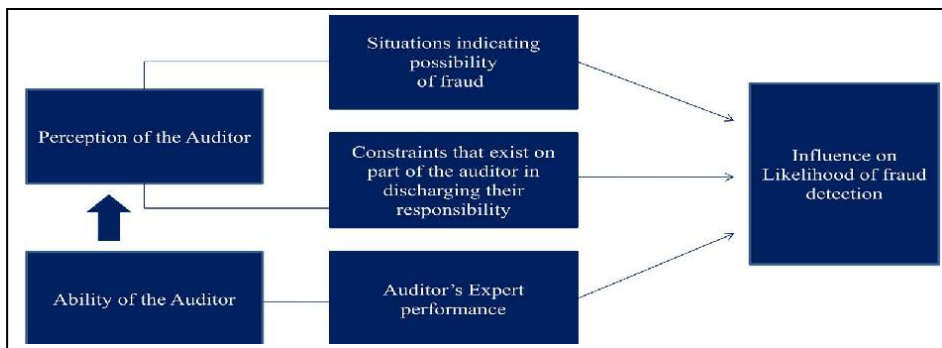 Situations indicating
possibility
of fraud
Perception of the Auditor
Constraints that exist on
part of the auditor in
discharging their
responsibility
Influence on
Likelihood of fraud
detection
Ability of the Auditor
Auditor's Expert
performance